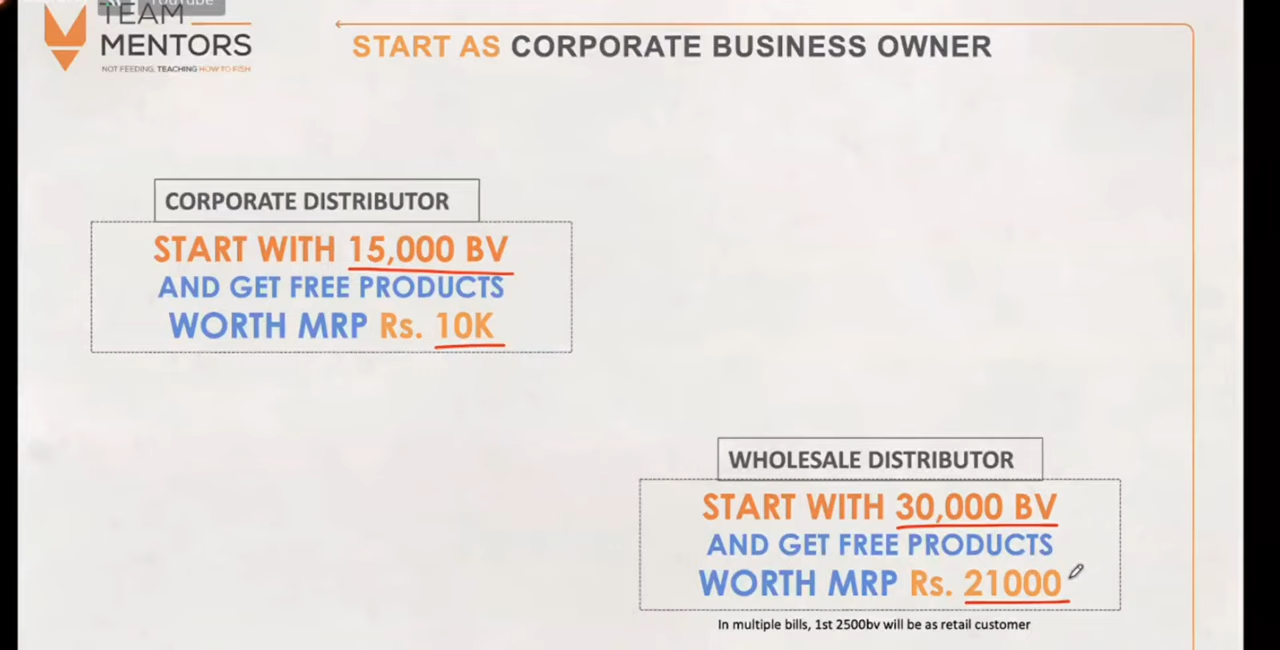 YouTube
TEAM
MENTORS
NOT FEEDING, TEACHING HOW TO FISH
START AS CORPORATE BUSINESS OWNER
CORPORATE DISTRIBUTOR
START WITH 15,000 BV
AND GET FREE PRODUCTS
WORTH MRP Rs. 10K
WHOLESALE DISTRIBUTOR
START WITH 30,000 BV
AND GET FREE PRODUCTS
WORTH MRP Rs. 21000
In multiple bills, 1st 2500bv will be as retail customer